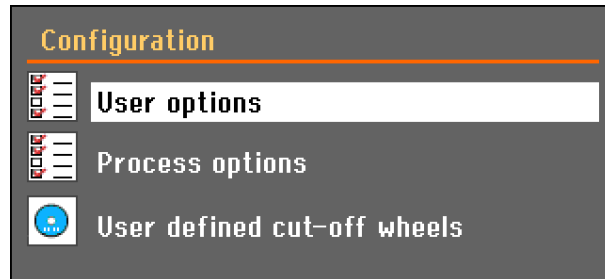 Configuration
User options
Process options
User defined cut-off wheels